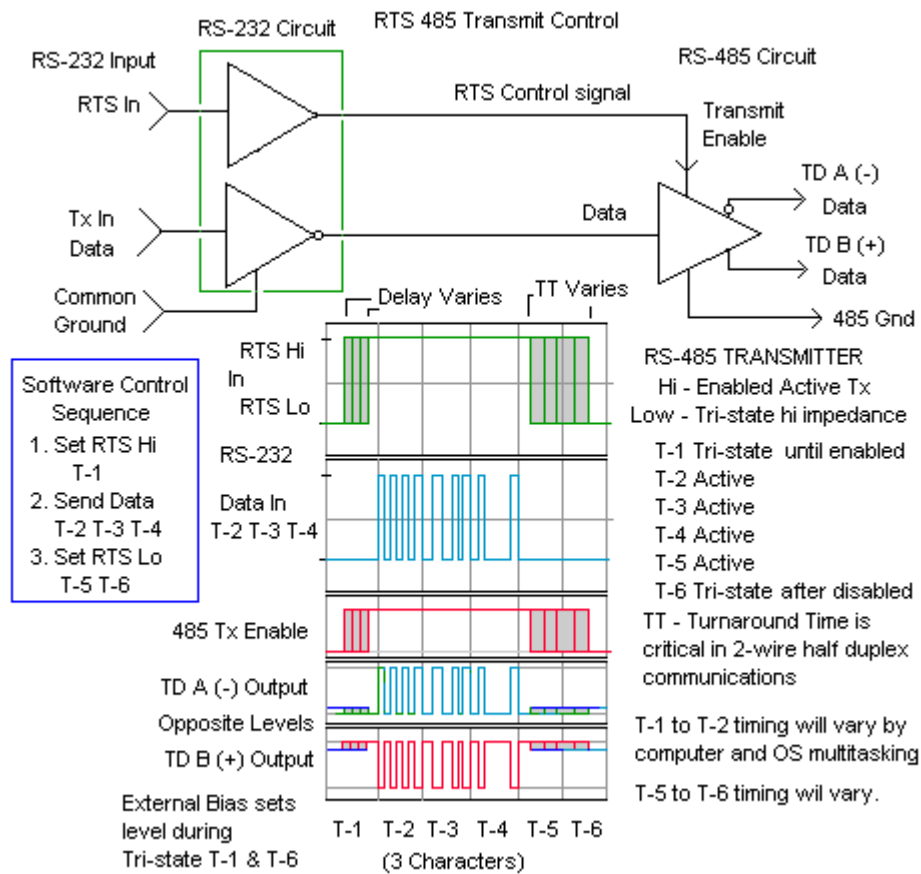 RTS 485 Transmit Control
RS-232 Circuit
RS-232 Input
RS-485 Circuit
RTS In
RTS Control signal
Transmit
Enable
TD A (-)
Data
Tx In
Data
Data
TD B (+)
Data
Common
Ground
485 Gnd
Delay Varies
TT Varies
Software Control
Sequence
1. Set RTS Hi
T-1
2. Send Data
T-2 T-3 T-4
3. Set RTS Lo
T-5 T-6
RTS Hi
In
RTS Lo
RS-232
Data In
T-2 T-3 T-4
485 Tx Enable
TD A (-) Output
Opposite Levels
TD B (+) Output
External Bias sets
level during
Tri-state T-1 & T-6
T-1 T-2 T-3 T-4 T-5 T-6
(3 Characters)
RS-485 TRANSMITTER
Hi - Enabled Active Tx
Low - Tri-state hi impedance
T-1 Tri-state until enabled
T-2 Active
T-3 Active
T-4 Active
T-5 Active
T-6 Tri-state after disabled
TT - Turnaround Time is
critical in 2-wire half duplex
communications
T-1 to T-2 timing will vary by
computer and OS multitasking
T-5 to T-6 timing wil vary.